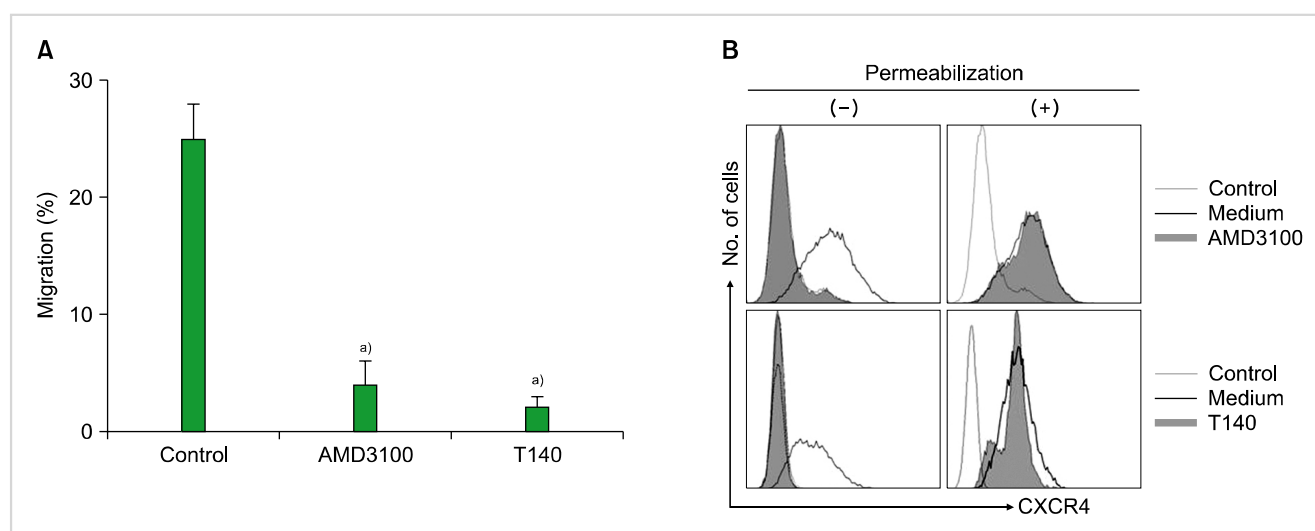 A
30
20
10
0
Migration (%)
a)
a)
Control
AMD3100
T140
B
Permeabilization
(−)
(+)
No. of cells
Control
Medium
AMD3100
Control
Medium
T140
CXCR4